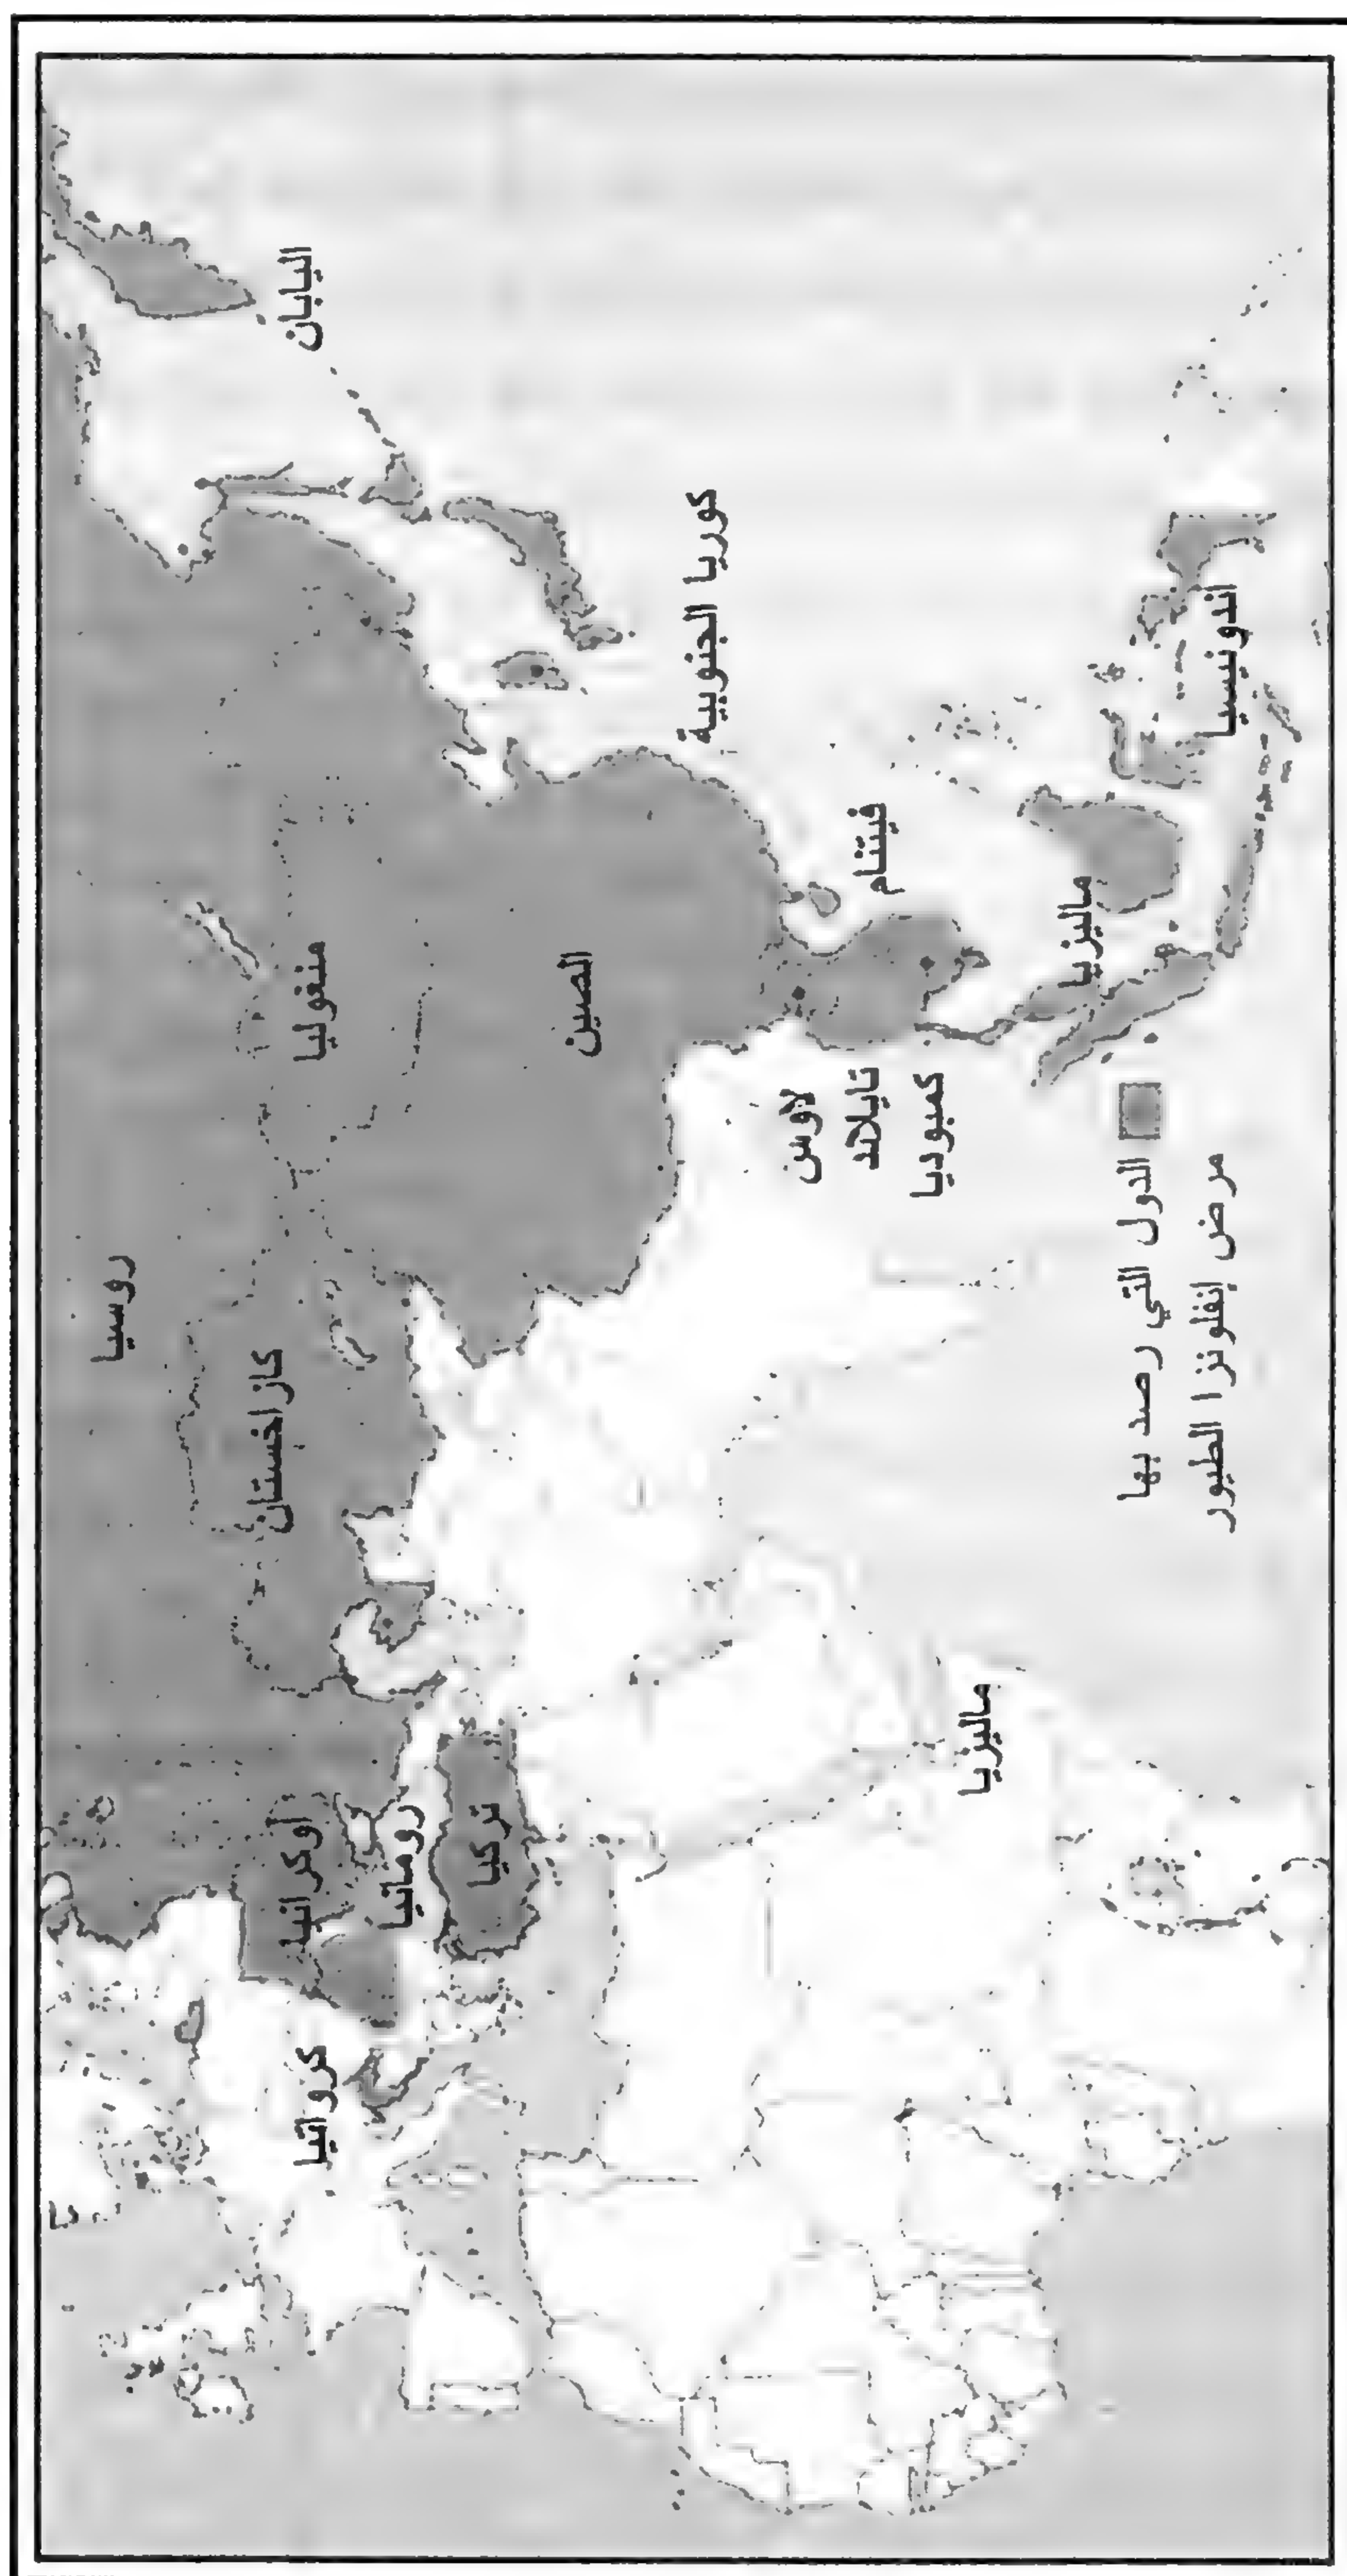 روسيا
اليابان
كازاخستان
منغوليا
أوكرانيا
كرواتيا
رومانيا
تركيا
الصين
كوريا الجنوبية
لاوس
فيتنام
تايلاند
كمبوديا
ماليزيا
ماليزيا
اندونيسيا
الدول التي رصد بها
مرض إنفلونزا الطيور